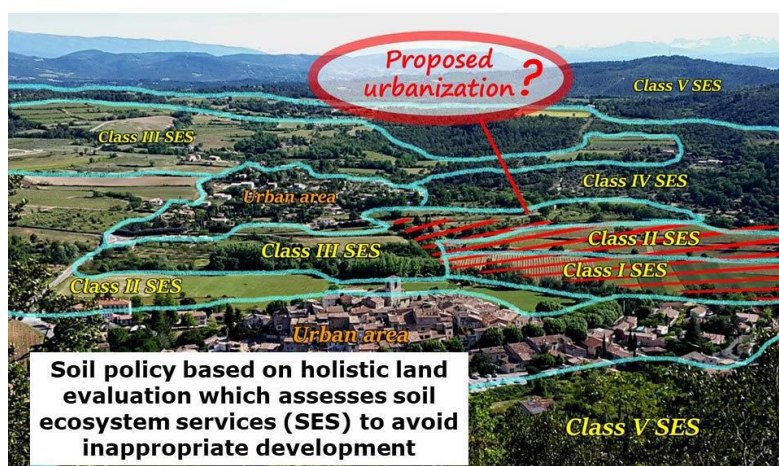 Proposed
urbanization ?
Class V SES
Class III SES
Class IV SES
Urban area
Class II SES
Class III SES
Class I SES
Class II SES
Urban area
Soil policy based on holistic land
evaluation which assesses soil
ecosystem services (SES) to avoid
inappropriate development
Class V SES